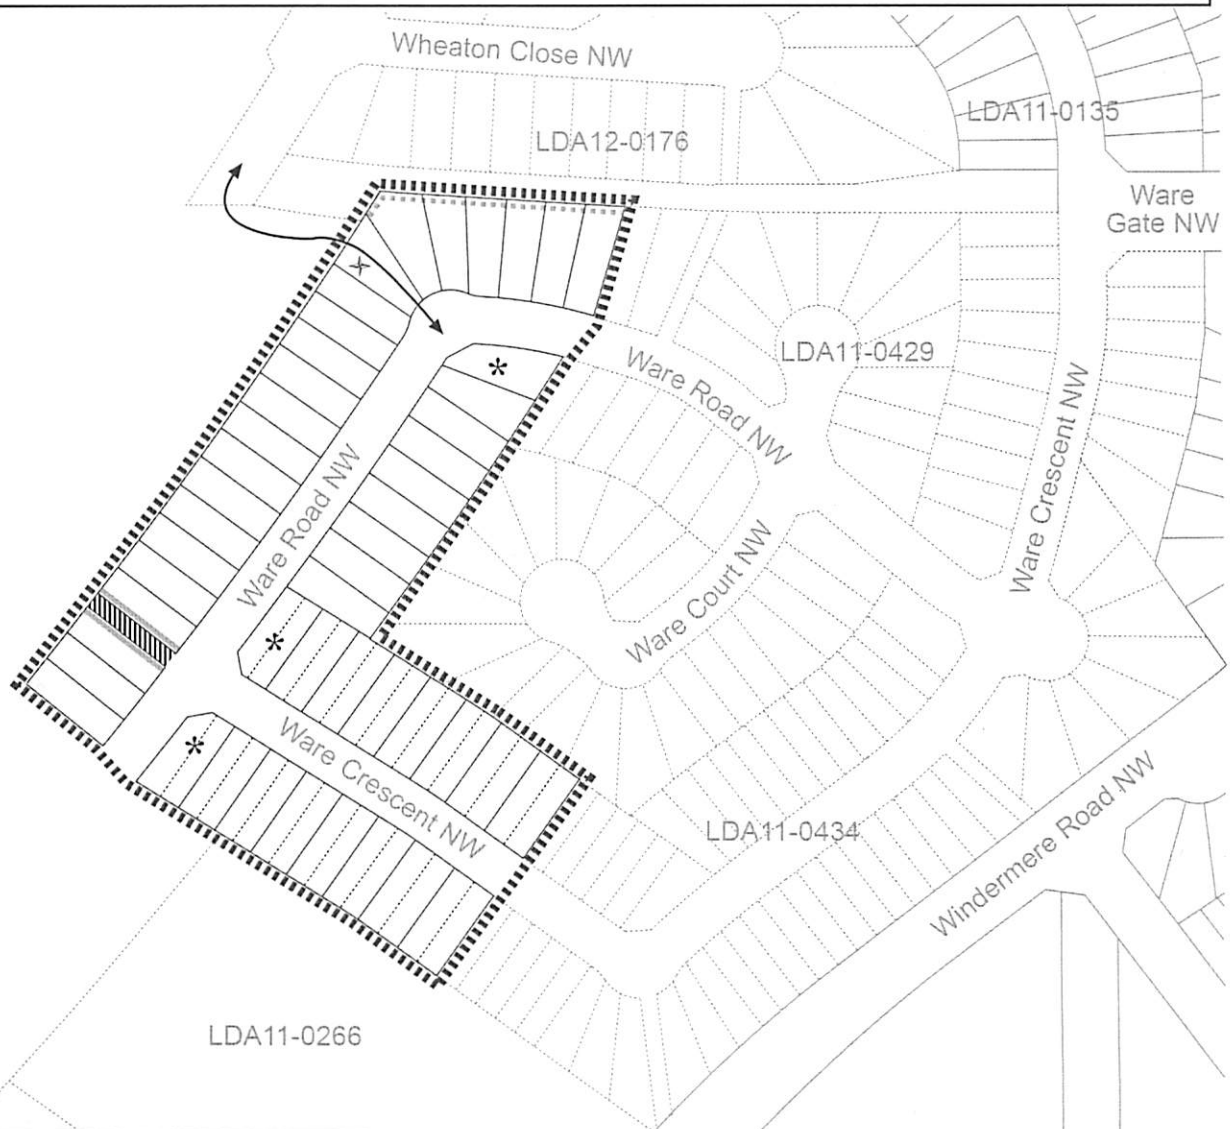 Wheaton Close NW
LDA11-0135
LDA12-0176
Ware
Gate NW
LDA11-0429
Ware Road NW
Ware Crescent NW
Ware Road NW
Ware Court NW
*
*
*
Ware Crescent NW
LDA11-0434
Windermere Road NW
LDA11-0266